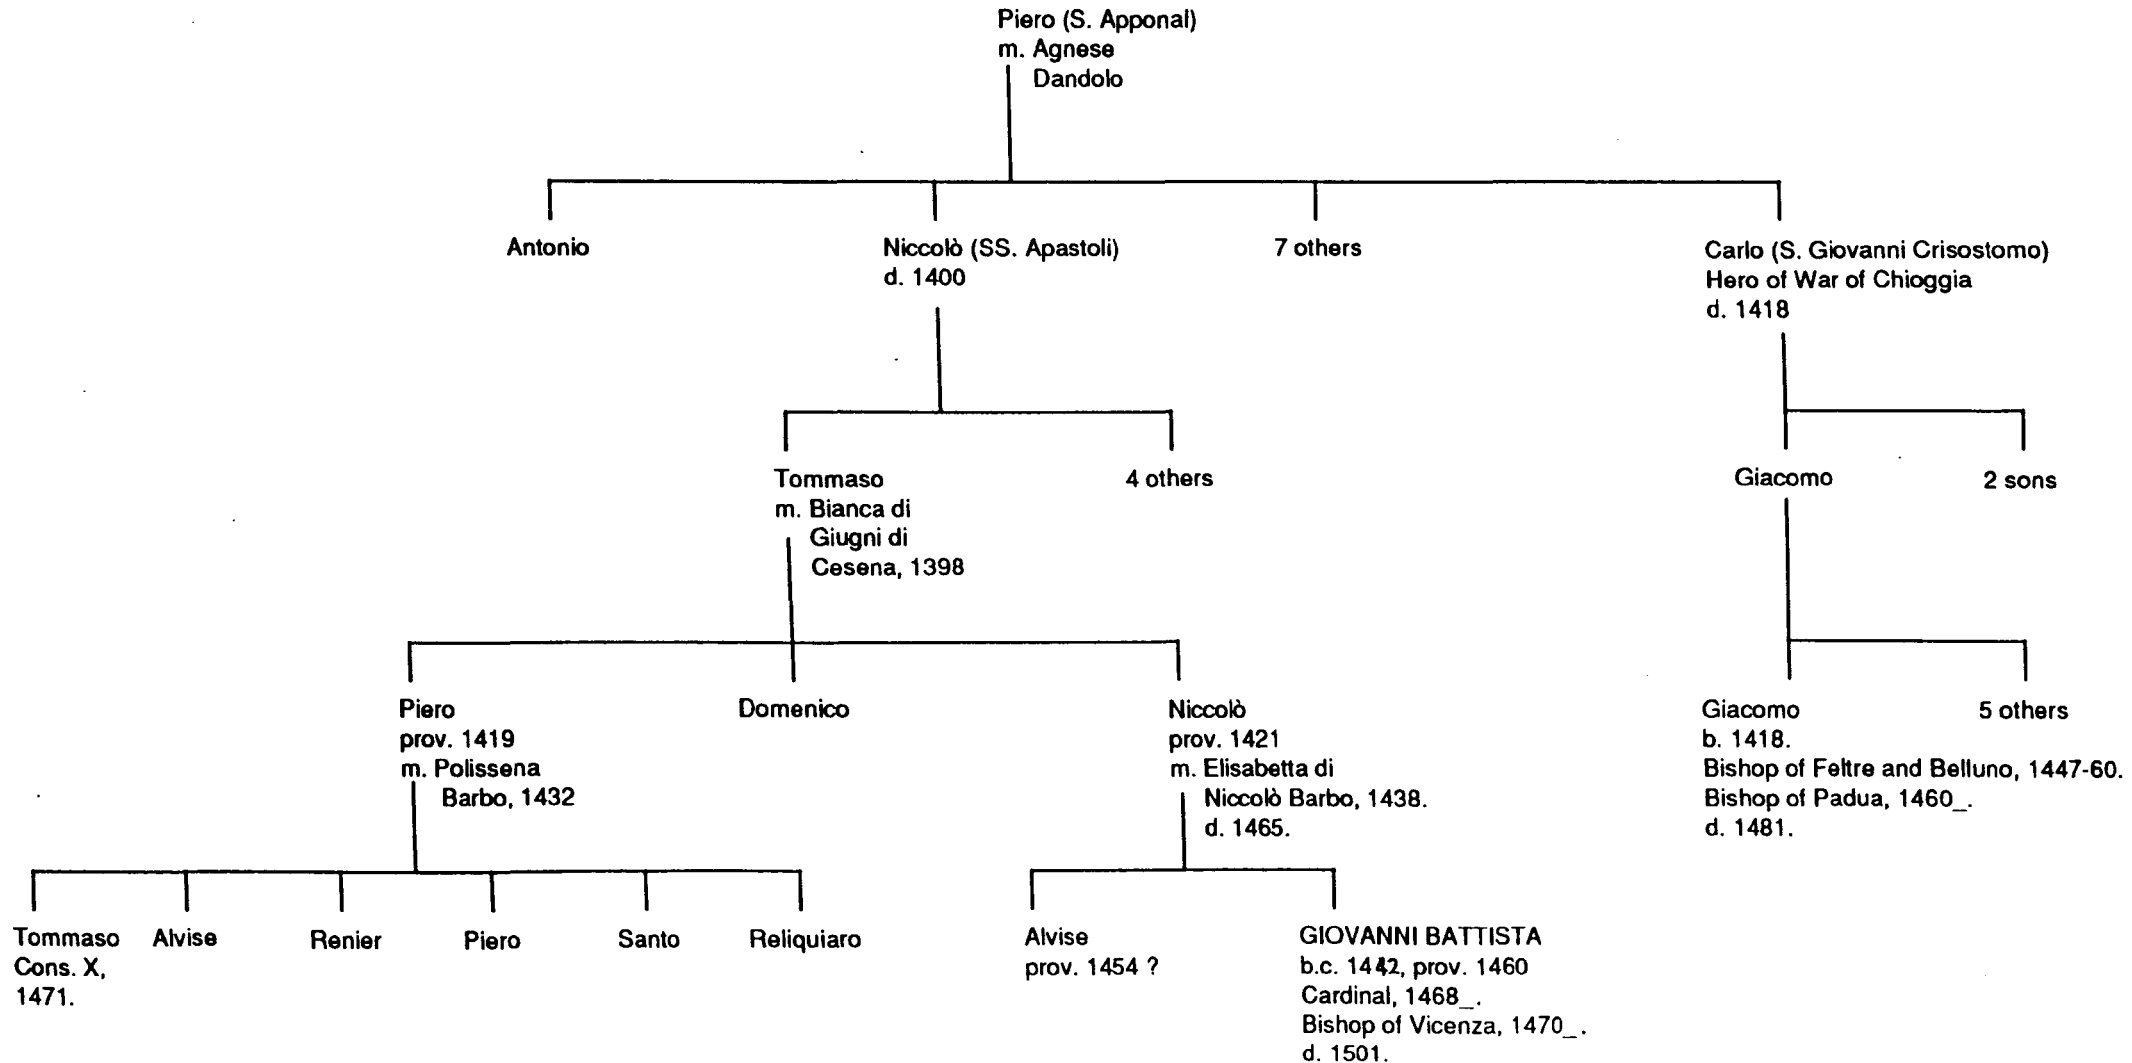 Piero (S. Apponal)
m. Agnese
Dandolo
Antonio
Niccolò (SS. Apastoli)
d. 1400
7 others
Carlo (S. Giovanni Crisostomo)
Hero of War of Chioggia
d. 1418
Tommaso
m. Bianca di
Giugni di
Cesena, 1398
4 others
Giacomo
2 sons
Piero
prov. 1419
m. Polissena
Barbo, 1432
Domenico
Niccolò
prov. 1421
m. Elisabetta di
Niccolò Barbo, 1438.
d. 1465.
Giacomo
b. 1418.
Bishop of Feltre and Belluno, 1447-60.
Bishop of Padua, 1460_.
d. 1481.
5 others
Tommaso
Cons. X,
1471.
Alvise
Renier
Piero
Santo
Reliquiaro
Alvise
prov. 1454 ?
GIOVANNI BATTISTA
b.c. 1442, prov. 1460
Cardinal, 1468_.
Bishop of Vicenza, 1470_.
d. 1501.